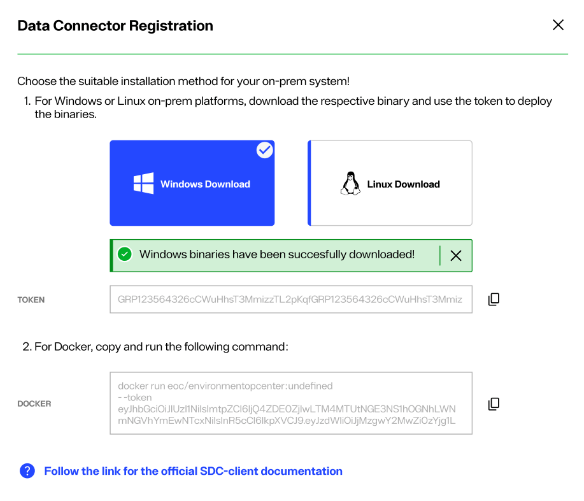 Data Connector Registration
Choose the suitable installation method for your on-prem system!
1. For Windows or Linux on-prem platforms, download the respective binary and use the token to deploy
the binaries.
Windows Download
Linux Download
Windows binaries have been succesfully downloaded!
TOKEN
GRP123564326cCWuHhsT3MmizzTL2pKqfGRP123564326cCWuHhsT3Mmiz
2. For Docker, copy and run the following command:
DOCKER
docker run eoc/environmentopcenter:undefined
--token
eyJhbGciOiJIUzI1NiIsImtpZCI6IjQ4ZDE0ZjIwLTM4MTUtNGE3NS1hOGNhLWN
mNGVhYmEwNTcxNiIsInR5cCI6IkpXVCJ9.eyJzdWIiOiJjMzgwY2MwZi0zYjg1L
Follow the link for the official SDC-client documentation